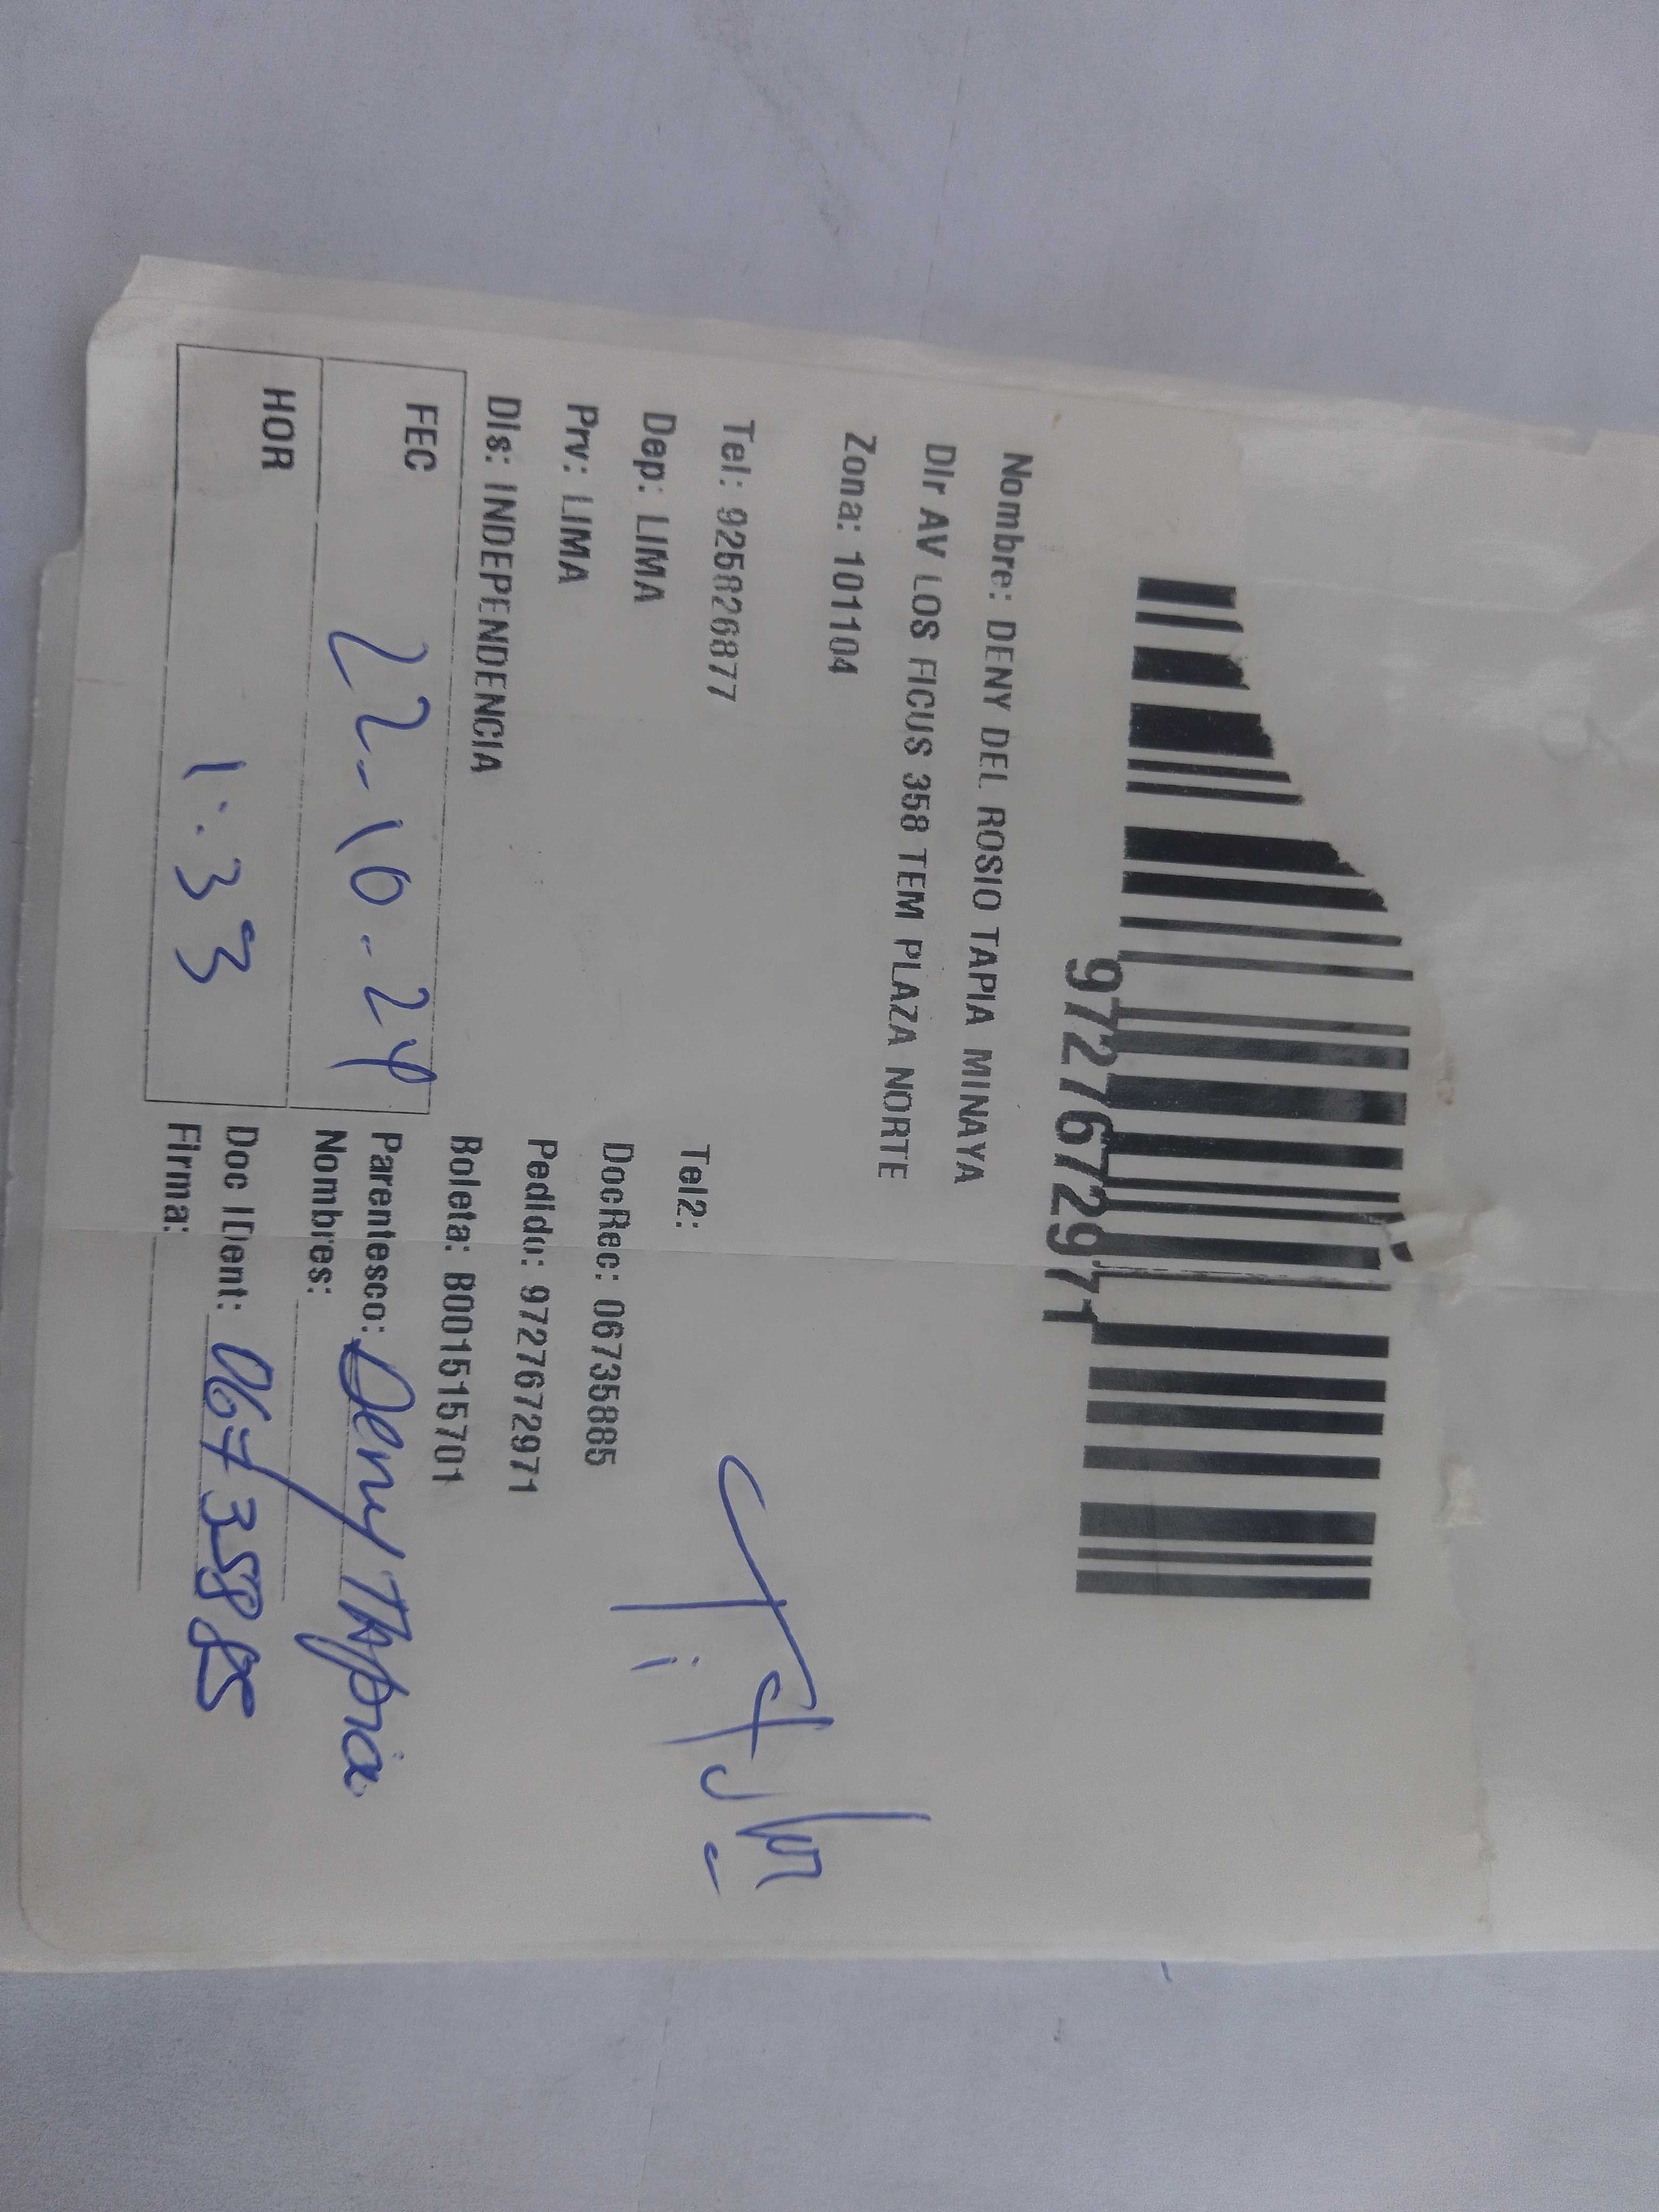 9727672971
Nombre: DENY DEL ROSIO TAPIA MINAYA
Dir AV LOS FICUS 358 TEM PLAZA NORTE
Zona: 101104
Tel: 925826877 Tel2:
Dep: LIMA DocRec: 06735885
Prv: LIMA Pedido: 9727672971
Dis: INDEPENDENCIA Boleta: B001515701
FEC 22-10-24 Parentesco: Deny Tapia
Nombres:
HOR 1:33 Doc IDent: 06735885
Firma:
Titular